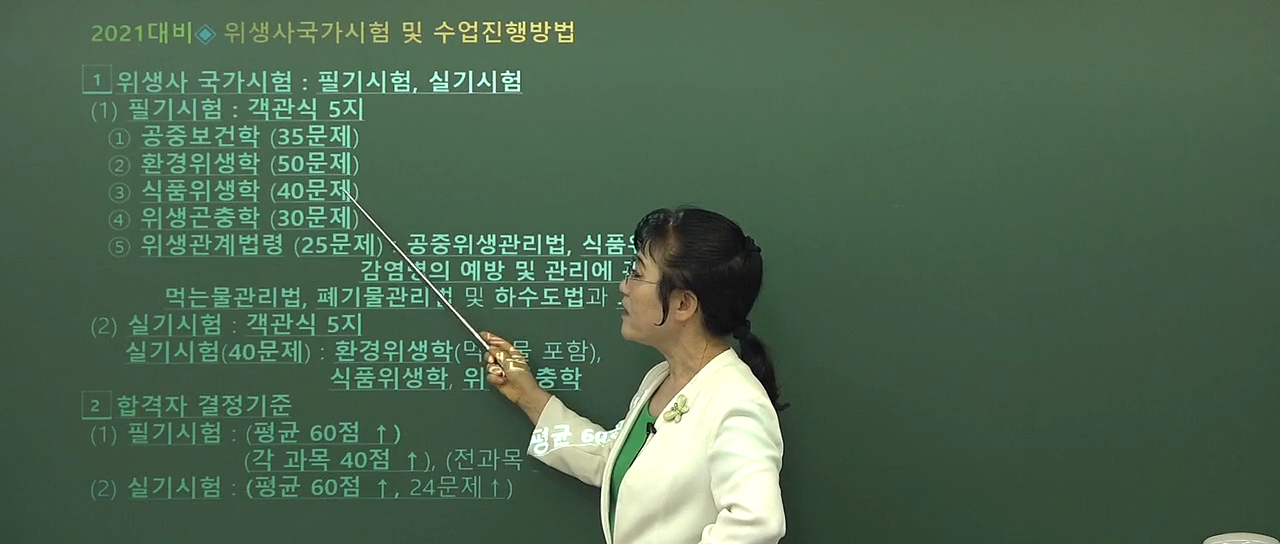 2021대비◈ 위생사국가시험 및 수업진행방법
1 위생사 국가시험 : 필기시험, 실기시험
(1) 필기시험 : 객관식 5지
① 공중보건학 (35문제)
② 환경위생학 (50문제)
③ 식품위생학 (40문제)
④ 위생곤충학 (30문제)
⑤ 위생관계법령 (25문제) : 공중위생관리법,
감염병의 예방 및 관리에
먹는물관리법, 폐기물관리법 및 하수도법과
(2) 실기시험 : 객관식 5지
실기시험(40문제) : 환경위생학(먹는물 포함),
식품위생학,
2 합격자 결정기준
(1) 필기시험 : (평균 60점 ↑)
(각 과목 40점 ↑), (전과목 평균
(2) 실기시험 : (평균 60점 ↑, 24문제↑)